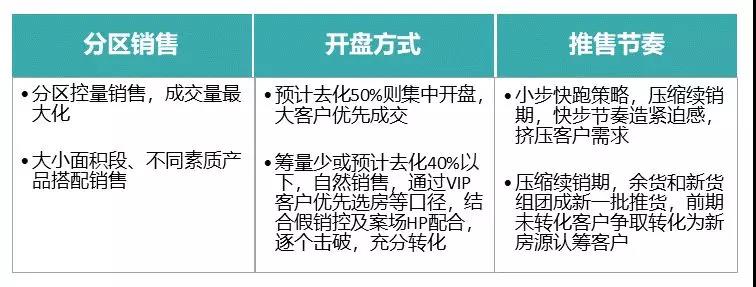 分区销售
•分区控量销售，成交量最
大化
•大小面积段、不同素质产
品搭配销售
开盘方式
•预计去化50%则集中开盘，
大客户优先成交
•筹量少或预计去化40%以
下，自然销售，通过VIP
客户优先选房等口径，结
合假销控及案场HP配合，
逐个击破，充分转化
推售节奏
•小步快跑策略，压缩续销
期，快步节奏造紧迫感，
挤压客户需求
•压缩续销期，余货和新货
组团成新一批推货，前期
未转化客户争取转化为新
房源认筹客户